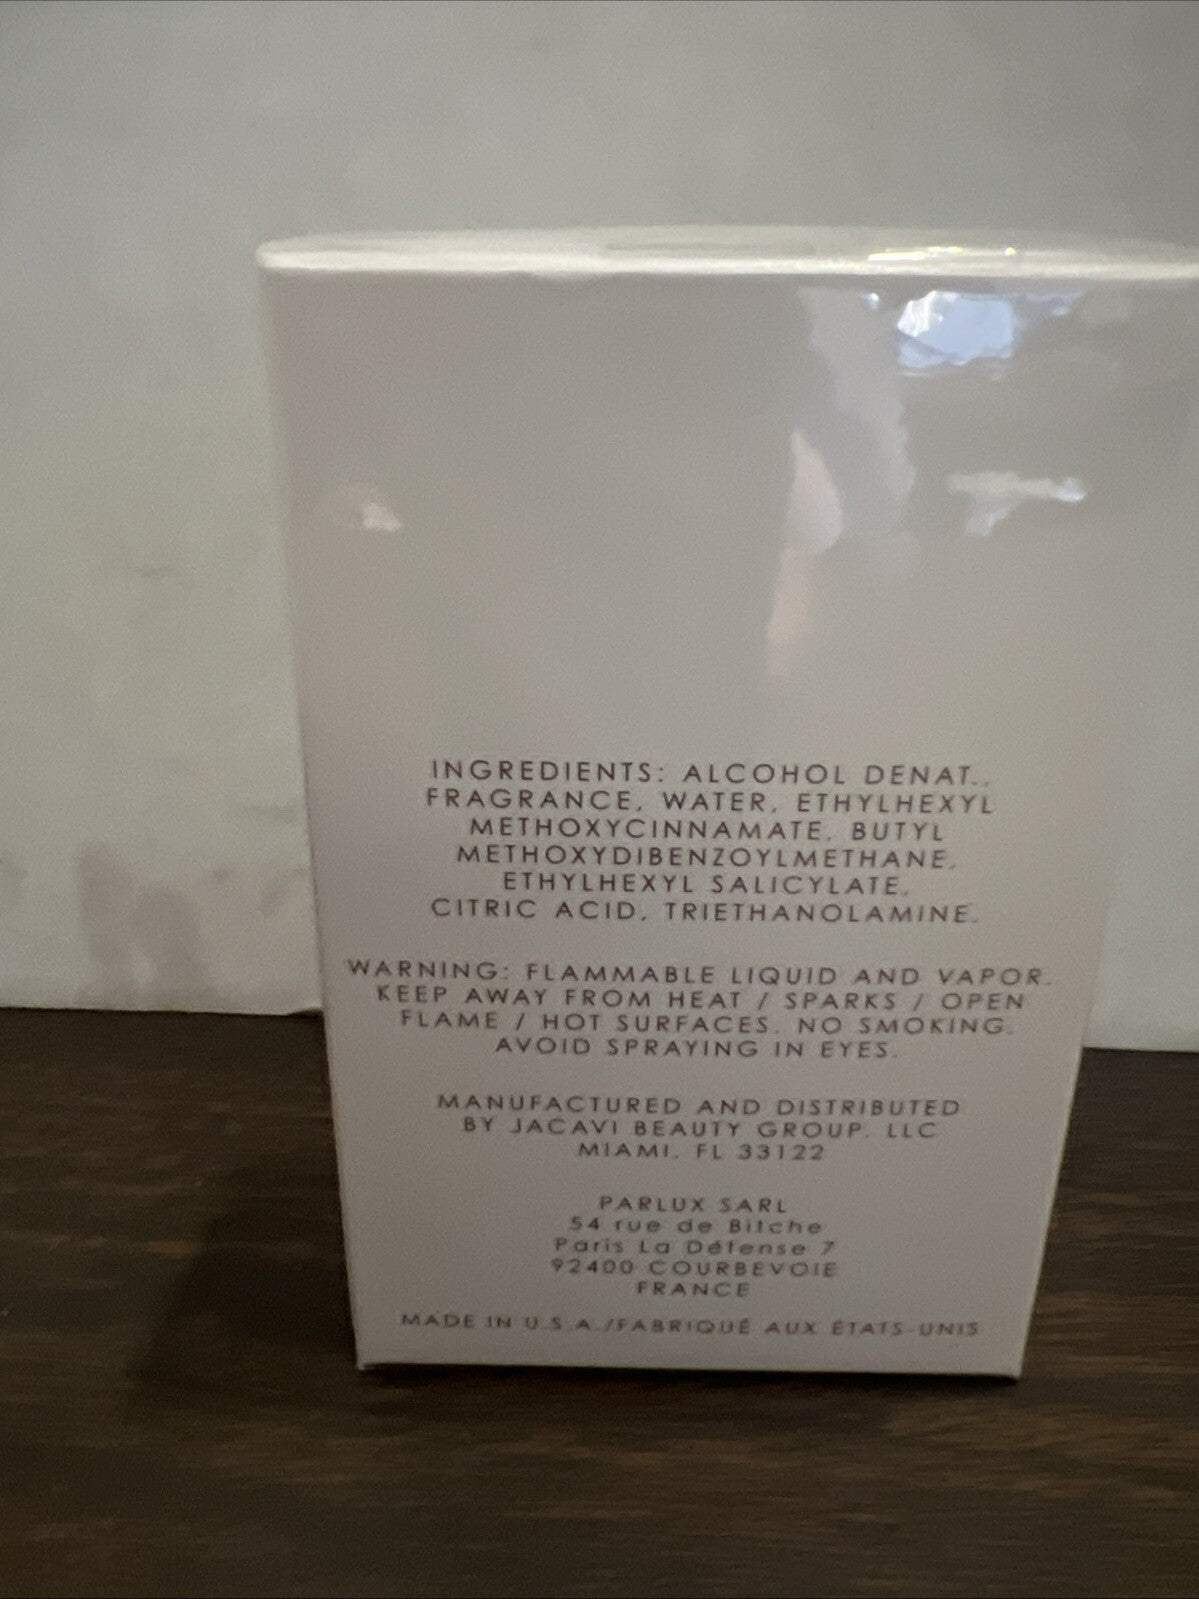 INGREDIENTS: ALCOHOL DENAT.,
FRAGRANCE, WATER, ETHYLHEXYL
METHOXYCINNAMATE, BUTYL
METHOXYDIBENZOYLMETHANE,
ETHYLHEXYL SALICYLATE,
CITRIC ACID, TRIETHANOLAMINE.
WARNING: FLAMMABLE LIQUID AND VAPOR.
KEEP AWAY FROM HEAT / SPARKS / OPEN
FLAME / HOT SURFACES. NO SMOKING.
AVOID SPRAYING IN EYES.
MANUFACTURED AND DISTRIBUTED
BY JACAVI BEAUTY GROUP, LLC
MIAMI, FL 33122
PARLUX SARL
54 rue de Bitche
Paris La Défense 7
92400 COURBEVOIE
FRANCE
MADE IN U.S.A./FABRIQUÉ AUX ÉTATS-UNIS